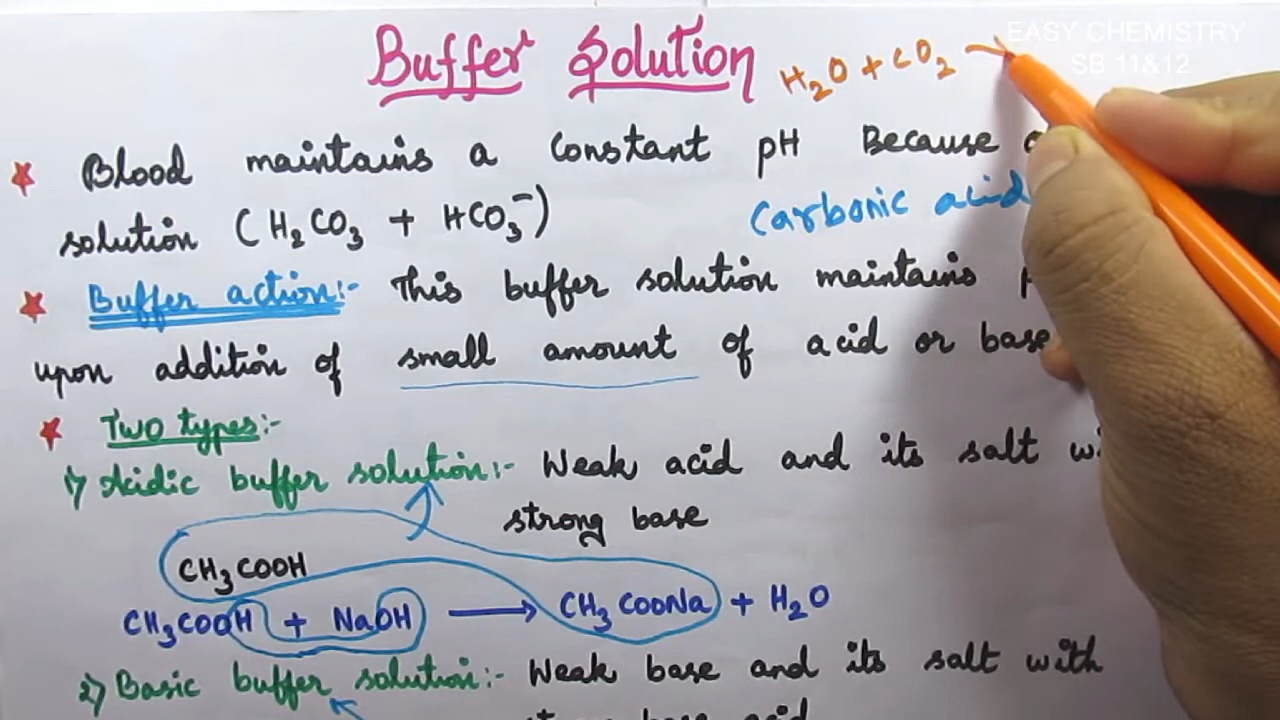 EASY CHEMISTRY
SB 11&12
Buffer Solution
H₂O + CO₂ →
★ Blood maintains a constant pH Because
solution (H₂CO₃ + HCO₃⁻) Carbonic acid
★ Buffer action:- This buffer solution maintains
upon addition of small amount of acid or base
★ Two types:-
1) Acidic buffer solution:- Weak acid and its salt
strong base
CH₃COOH
CH₃COOH + NaOH → CH₃COONa + H₂O
2) Basic buffer solution:- Weak base and its salt with
acid